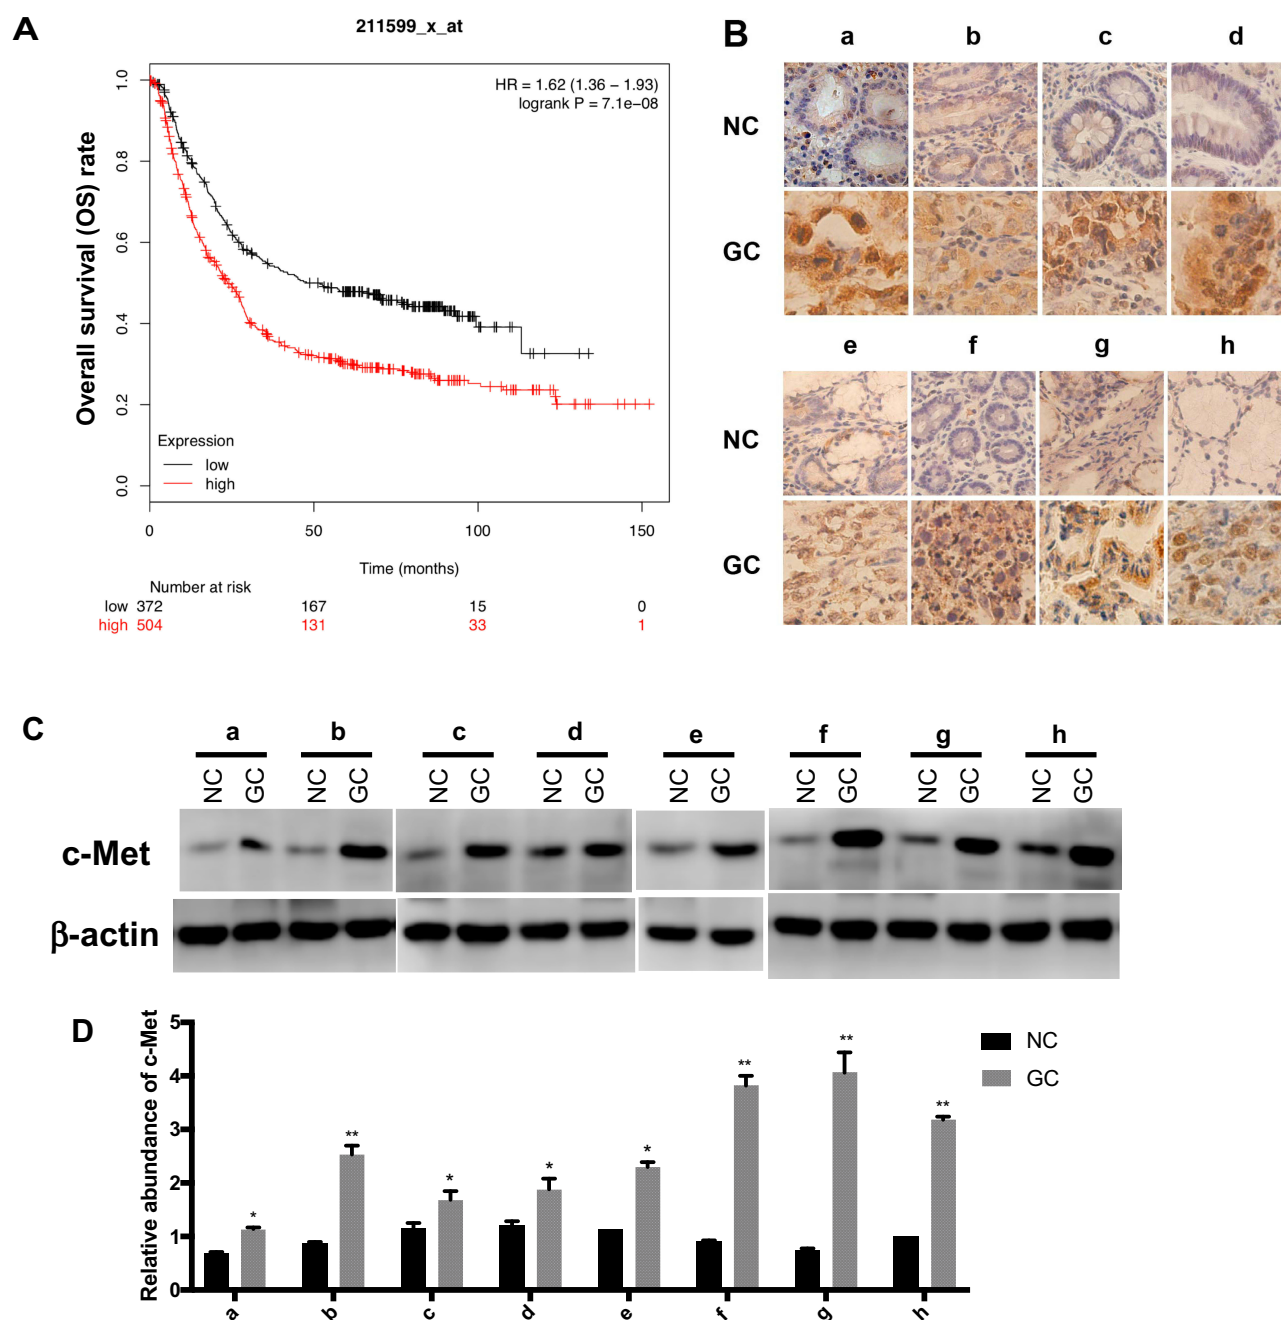 A
211599_x_at
HR = 1.62 (1.36 − 1.93)
logrank P = 7.1e−08
Overall survival (OS) rate
1.0
0.8
0.6
0.4
0.2
0.0
Expression
low
high
0 50 100 150
Time (months)
Number at risk
low 372 167 15 0
high 504 131 33 1
B
a b c d
NC
GC
e f g h
NC
GC
C
a b c d e f g h
NC GC NC GC NC GC NC GC NC GC NC GC NC GC NC GC
c-Met
β-actin
D
Relative abundance of c-Met
5
4
3
2
1
0
* ** * * * ** ** **
a b c d e f g h
NC
GC